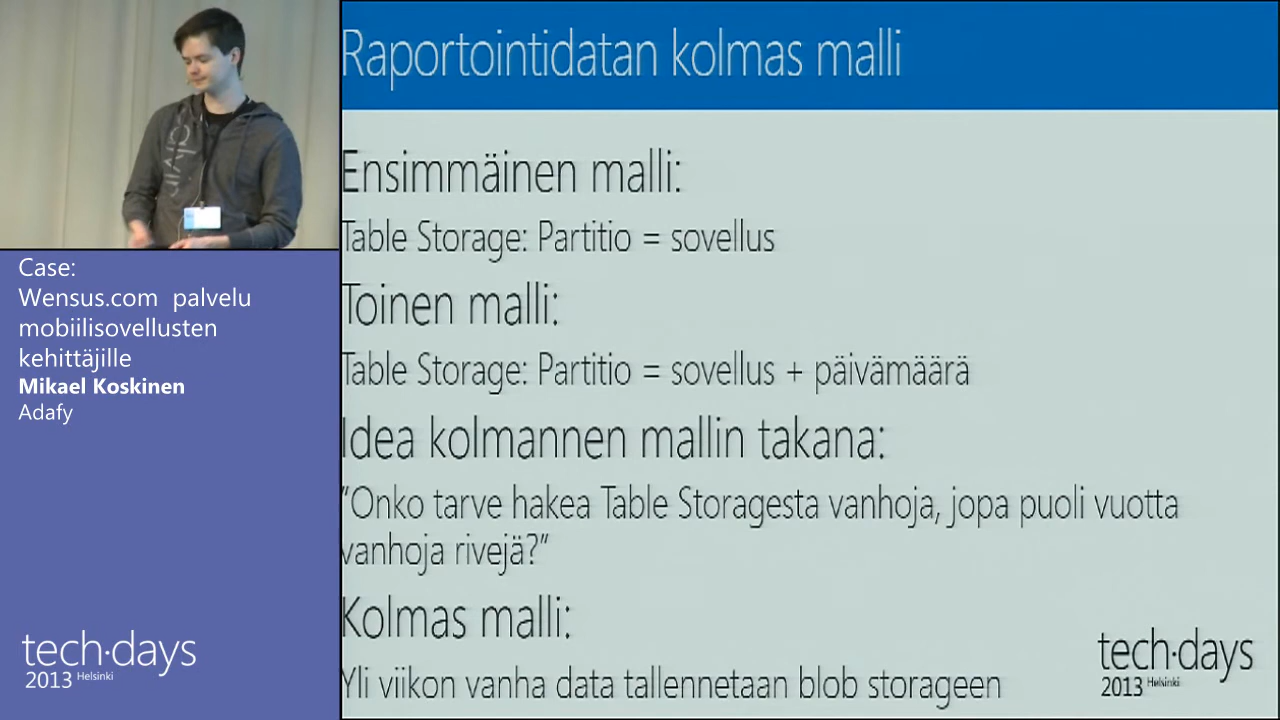 Raportointidatan kolmas malli
Ensimmäinen malli:
Table Storage: Partitio = sovellus
Toinen malli:
Table Storage: Partitio = sovellus + päivämäärä
Idea kolmannen mallin takana:
"Onko tarve hakea Table Storagesta vanhoja, jopa puoli vuotta
vanhoja rivejä?"
Kolmas malli:
Yli viikon vanha data tallennetaan blob storageen
tech·days
2013 Helsinki
Case:
Wensus.com palvelu
mobiilisovellusten
kehittäjille
Mikael Koskinen
Adafy
tech·days
2013 Helsinki